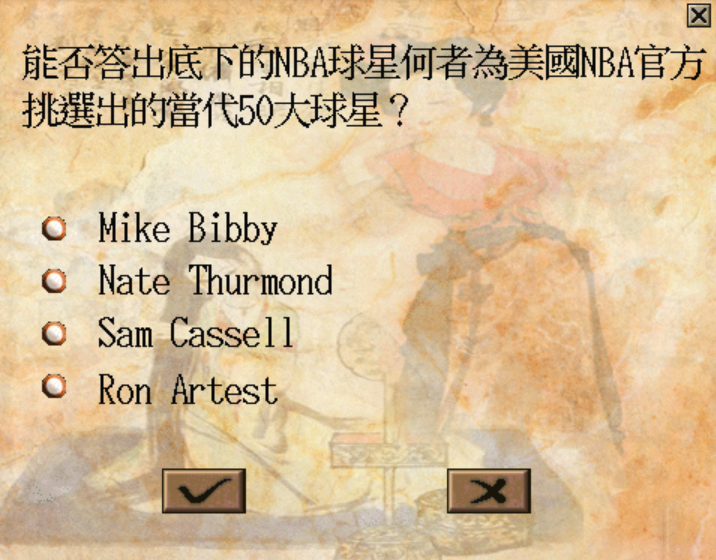 能否答出底下的NBA球星何者為美國NBA官方
挑選出的當代50大球星？
Mike Bibby
Nate Thurmond
Sam Cassell
Ron Artest